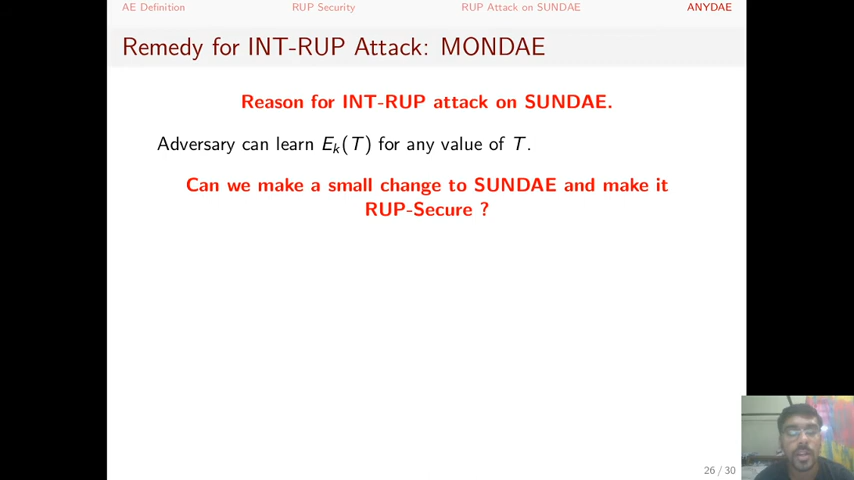 AE Definition RUP Security RUP Attack on SUNDAE ANYDAE
Remedy for INT-RUP Attack: MONDAE
Reason for INT-RUP attack on SUNDAE.
Adversary can learn E_k(T) for any value of T.
Can we make a small change to SUNDAE and make it
RUP-Secure ?
26 / 30